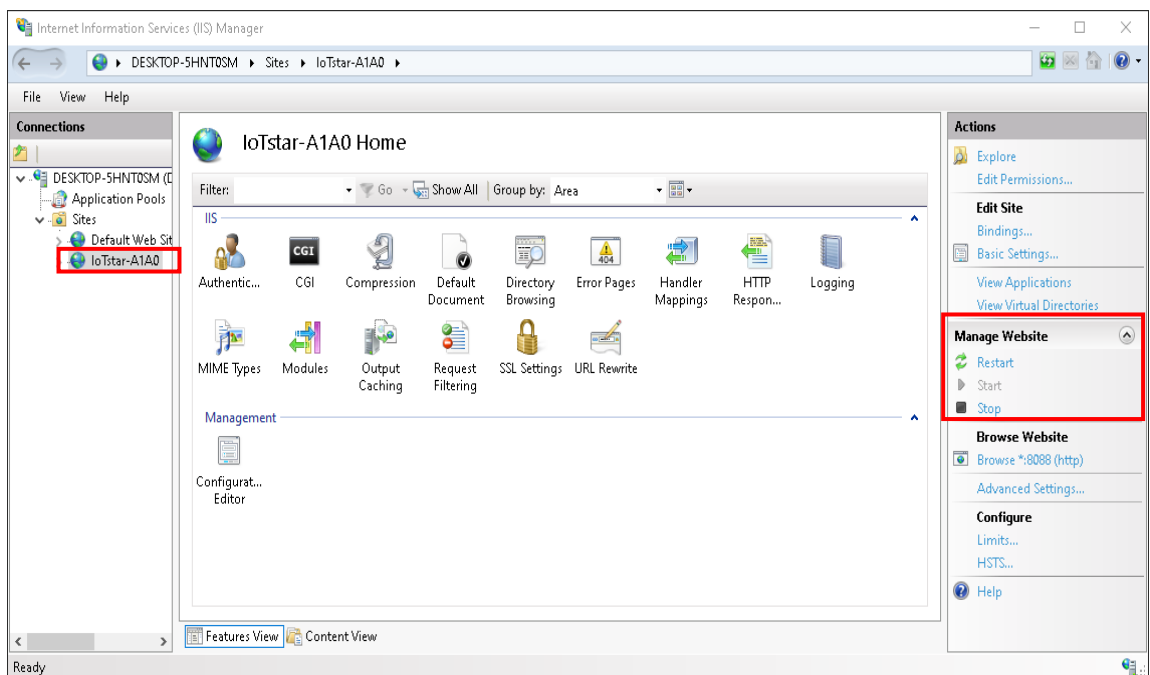 Internet Information Services (IIS) Manager
DESKTOP-5HNT0SM Sites IoTstar-A1A0
File View Help
Connections
DESKTOP-5HNT0SM (D
Application Pools
Sites
Default Web Sit
IoTstar-A1A0
IoTstar-A1A0 Home
Filter: Go Show All Group by: Area
IIS
CGI
404
Authentic... CGI Compression Default Document Directory Browsing Error Pages Handler Mappings HTTP Respon... Logging
MIME Types Modules Output Caching Request Filtering SSL Settings URL Rewrite
Management
Configurat...
Editor
Features View Content View
Actions
Explore
Edit Permissions...
Edit Site
Bindings...
Basic Settings...
View Applications
View Virtual Directories
Manage Website
Restart
Start
Stop
Browse Website
Browse *:8088 (http)
Advanced Settings...
Configure
Limits...
HSTS...
Help
Ready